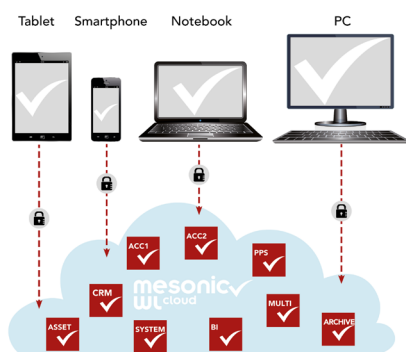 Tablet Smartphone Notebook PC
ACC1
ACC2
PPS
CRM
mesonic
WL cloud
MULTI
ASSET
SYSTEM
BI
ARCHIVE